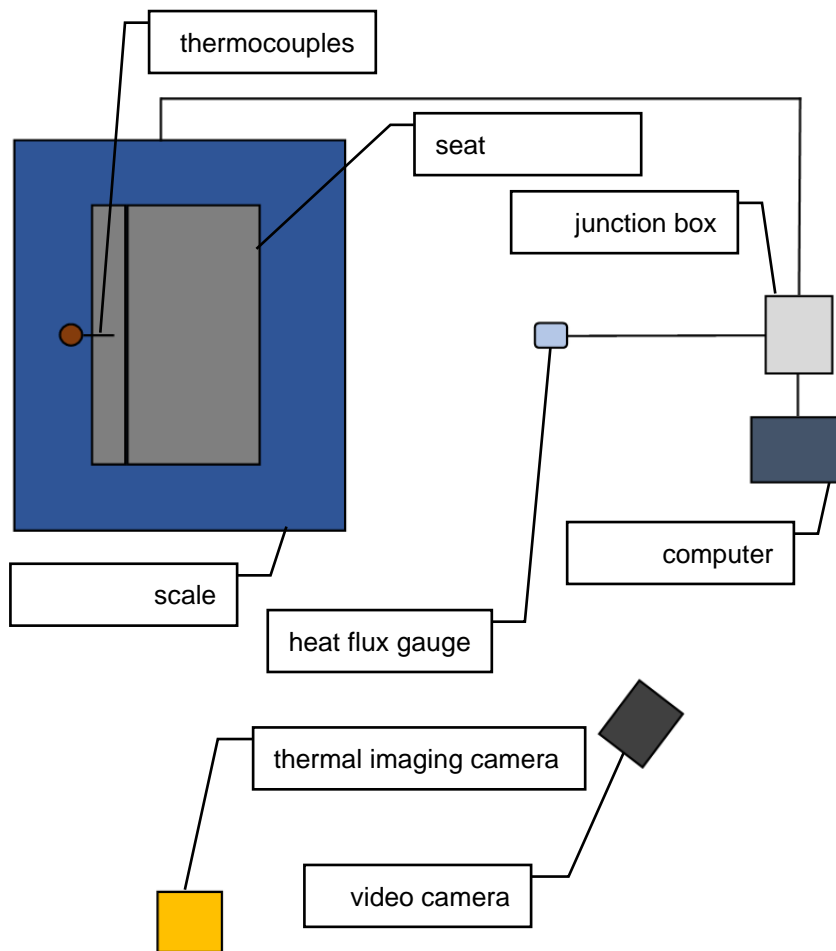 thermocouples
seat
junction box
computer
scale
heat flux gauge
thermal imaging camera
video camera